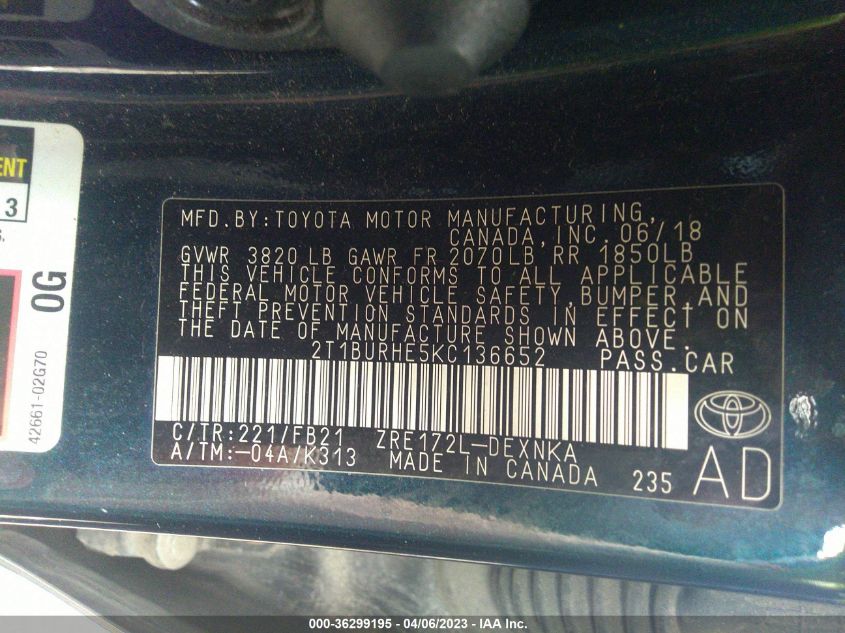 ENT
13
S.
0G
42661-02G70
MFD.BY:TOYOTA MOTOR MANUFACTURING,
CANADA,INC. 06/18
GVWR 3820 LB GAWR FR 2070LB RR 1850LB
THIS VEHICLE CONFORMS TO ALL APPLICABLE
FEDERAL MOTOR VEHICLE SAFETY,BUMPER,AND
THEFT PREVENTION STANDARDS IN EFFECT ON
THE DATE OF MANUFACTURE SHOWN ABOVE.
2T1BURHE5KC136652 PASS.CAR
C/TR:221/FB21 ZRE172L-DEXNKA
A/TM:-04A/K313 MADE IN CANADA 235
AD
000-36299195 - 04/06/2023 - IAA Inc.